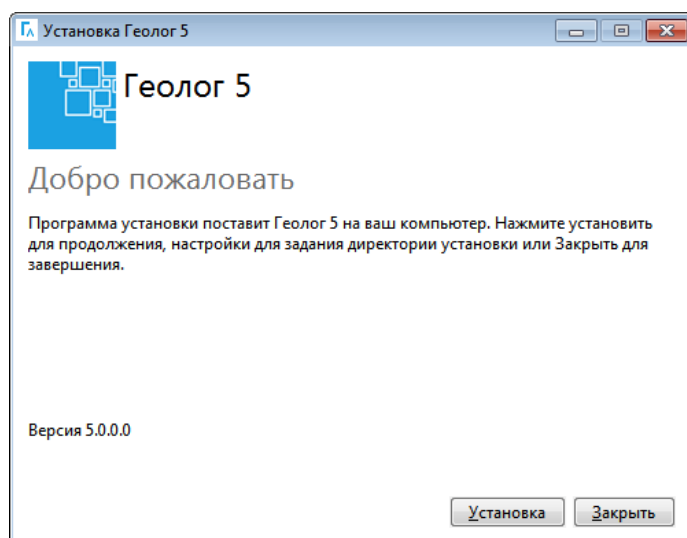 ГЛ Установка Геолог 5
Геолог 5
Добро пожаловать
Программа установки поставит Геолог 5 на ваш компьютер. Нажмите установить
для продолжения, настройки для задания директории установки или Закрыть для
завершения.
Версия 5.0.0.0
Установка Закрыть